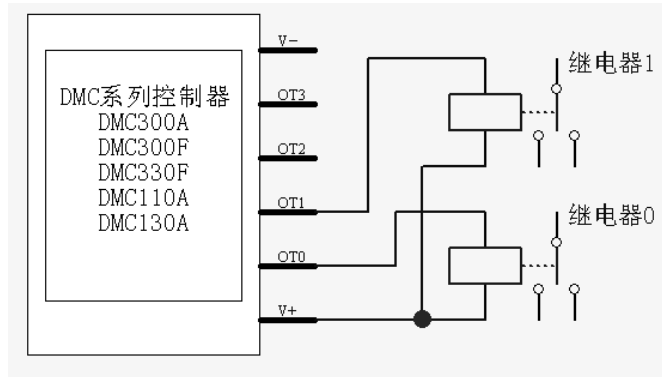 DMC系列控制器
DMC300A
DMC300F
DMC330F
DMC110A
DMC130A
V-
OT3
OT2
OT1
OT0
V+
继电器1
继电器0